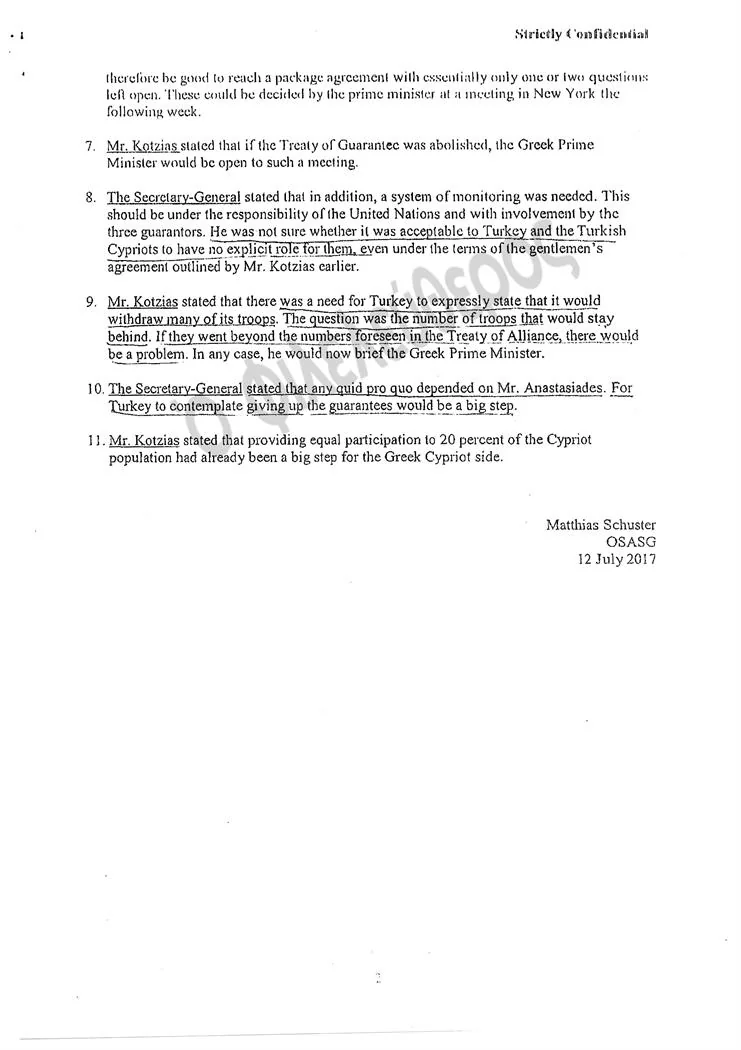 Strictly Confidential
therefore be good to reach a package agreement with essentially only one or two questions
left open. These could be decided by the prime minister at a meeting in New York the
following week.
7. Mr. Kotzias stated that if the Treaty of Guarantee was abolished, the Greek Prime
Minister would be open to such a meeting.
8. The Secretary-General stated that in addition, a system of monitoring was needed. This
should be under the responsibility of the United Nations and with involvement by the
three guarantors. He was not sure whether it was acceptable to Turkey and the Turkish
Cypriots to have no explicit role for them, even under the terms of the gentlemen's
agreement outlined by Mr. Kotzias earlier.
9. Mr. Kotzias stated that there was a need for Turkey to expressly state that it would
withdraw many of its troops. The question was the number of troops that would stay
behind. If they went beyond the numbers foreseen in the Treaty of Alliance, there would
be a problem. In any case, he would now brief the Greek Prime Minister.
10. The Secretary-General stated that any quid pro quo depended on Mr. Anastasiades. For
Turkey to contemplate giving up the guarantees would be a big step.
11. Mr. Kotzias stated that providing equal participation to 20 percent of the Cypriot
population had already been a big step for the Greek Cypriot side.
Ο Φιλελεύθερος
Matthias Schuster
OSASG
12 July 2017
2